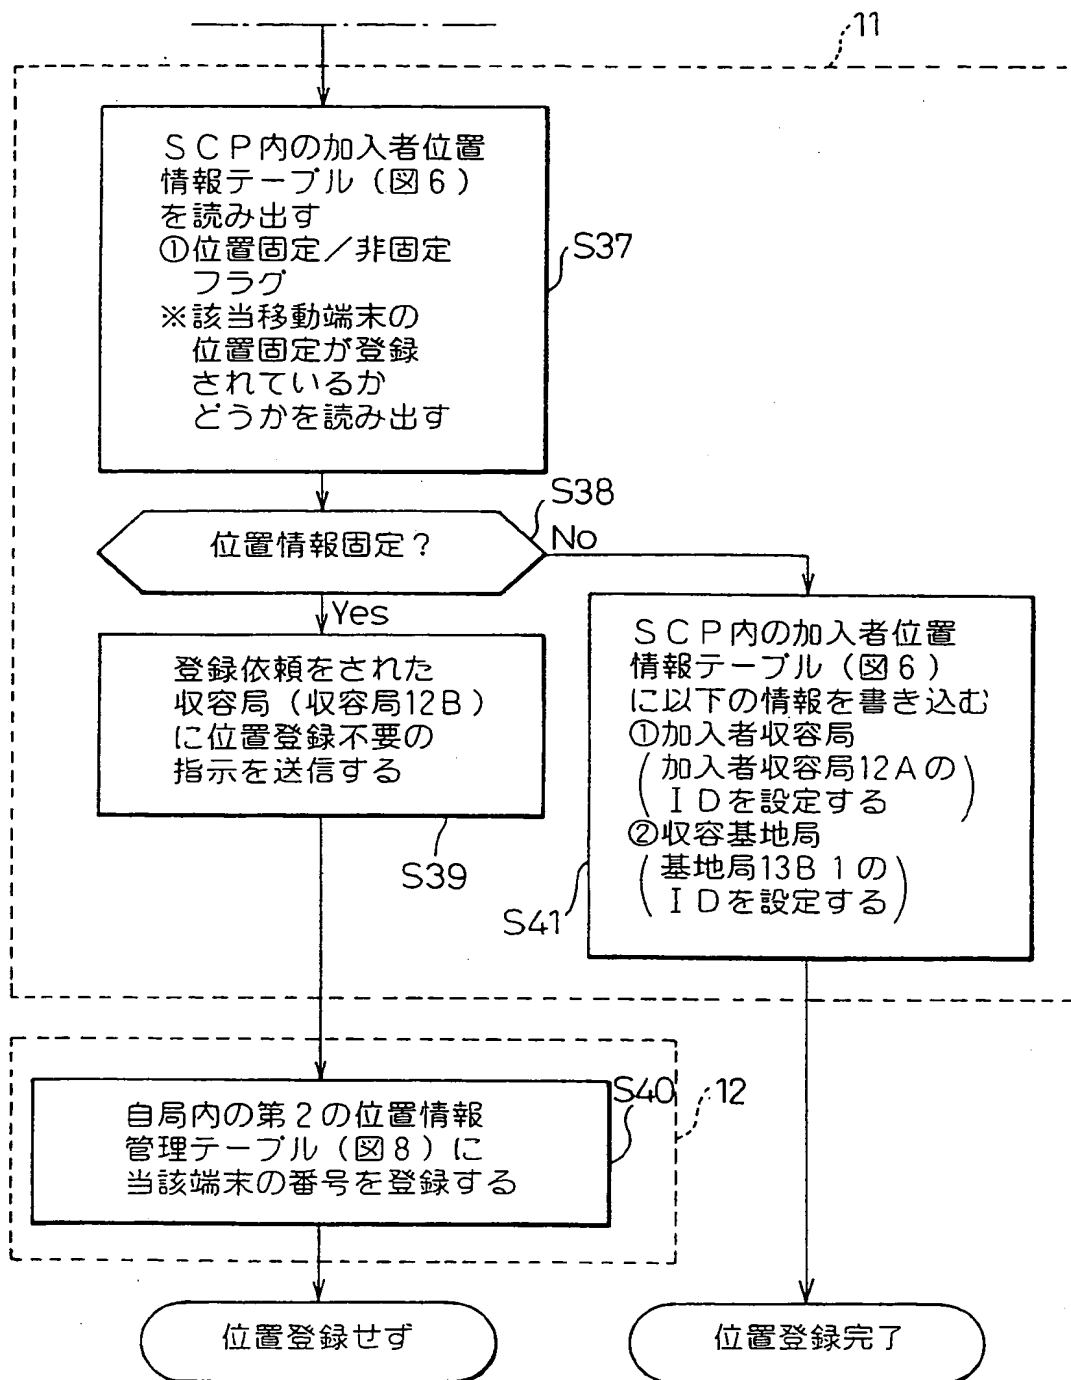 11
ＳＣＰ内の加入者位置
情報テーブル（図６）
を読み出す
①位置固定／非固定
フラグ
※該当移動端末の
位置固定が登録
されているか
どうかを読み出す
S37
S38
位置情報固定？
No
Yes
登録依頼をされた
収容局（収容局12Ｂ）
に位置登録不要の
指示を送信する
S39
ＳＣＰ内の加入者位置
情報テーブル（図６）
に以下の情報を書き込む
①加入者収容局
（加入者収容局12Ａの
ＩＤを設定する）
②収容基地局
（基地局13Ｂ１の
ＩＤを設定する）
S41
S40
12
自局内の第２の位置情報
管理テーブル（図８）に
当該端末の番号を登録する
位置登録せず
位置登録完了